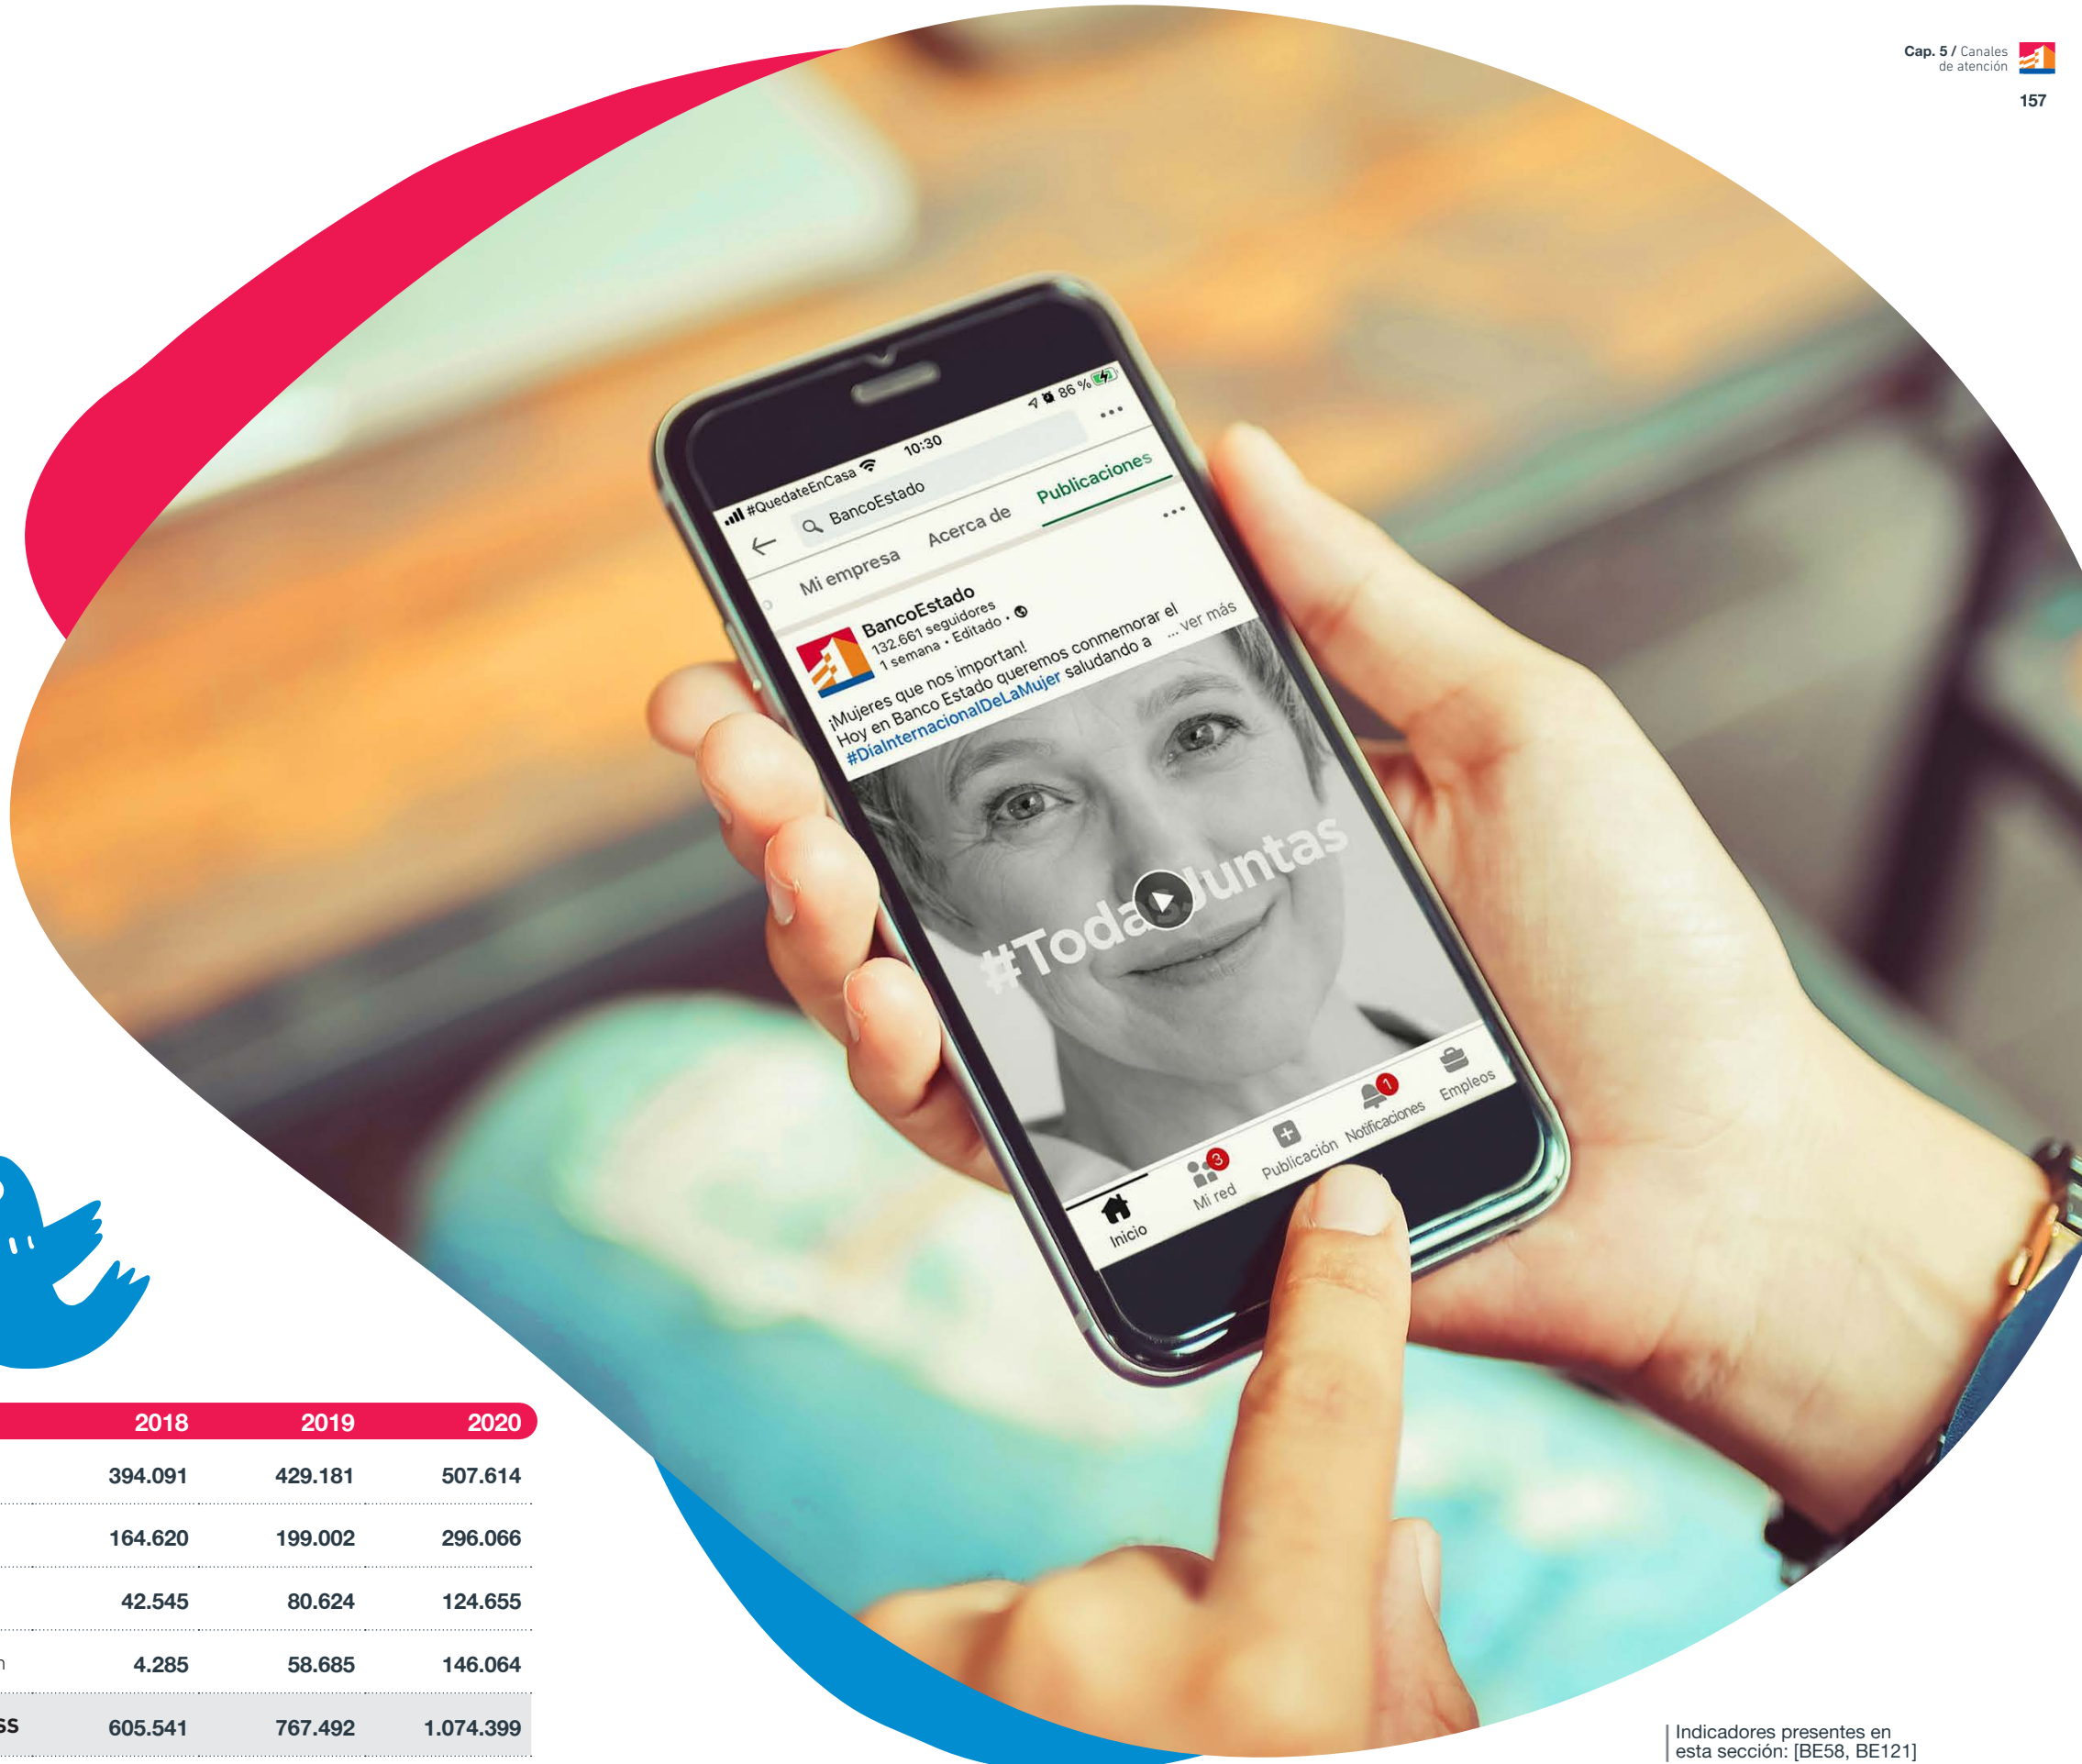 Cap. 5 / Canales
de atención
157
#QuedateEnCasa 10:30 86 %
BancoEstado
Mi empresa Acerca de Publicaciones
BancoEstado
132.661 seguidores
1 semana • Editado •
¡Mujeres que nos importan!
Hoy en Banco Estado queremos conmemorar el
#DíaInternacionalDeLaMujer saludando a ... ver más
#TodasJuntas
Inicio Mi red 3 Publicación Notificaciones 1 Empleos
2018 2019 2020
394.091 429.181 507.614
164.620 199.002 296.066
42.545 80.624 124.655
4.285 58.685 146.064
605.541 767.492 1.074.399
Indicadores presentes en
esta sección: [BE58, BE121]